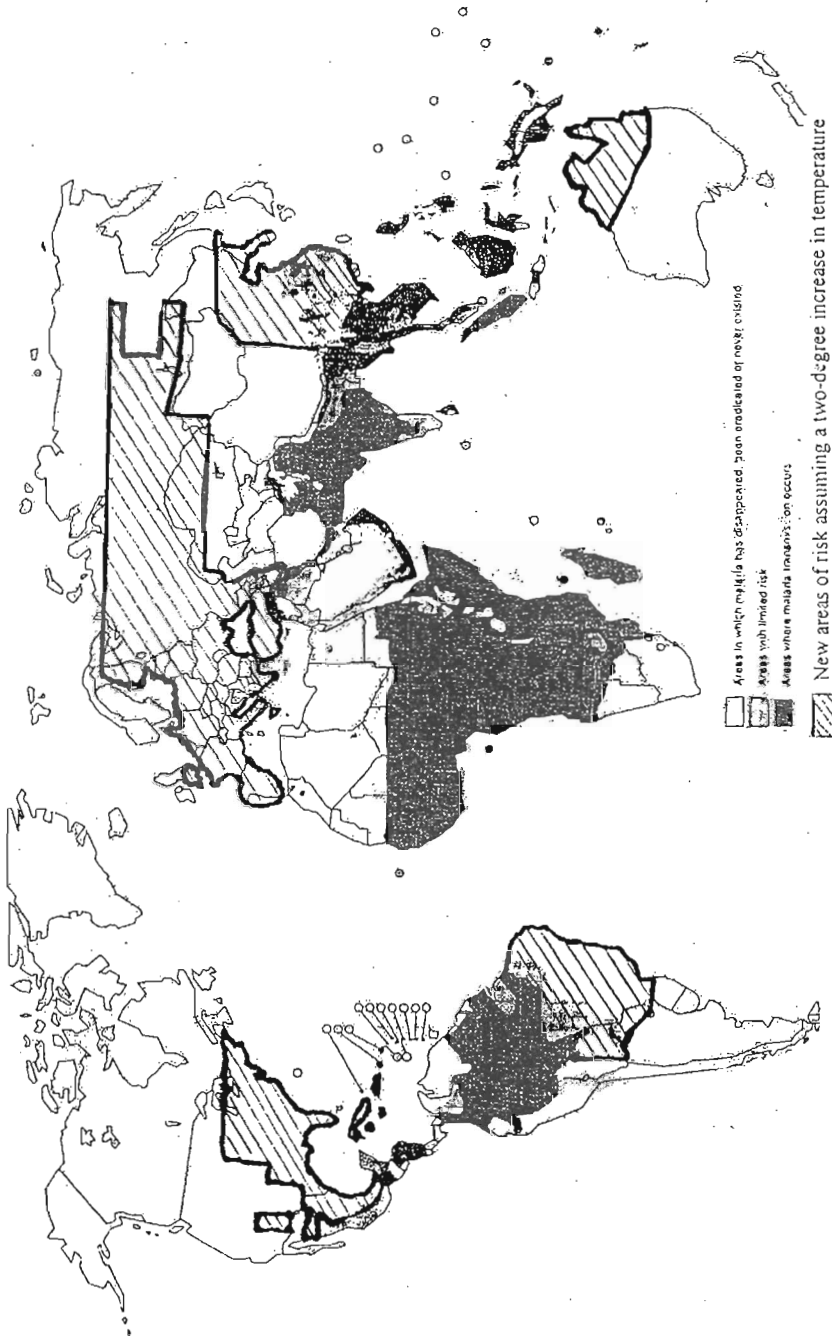 Areas in which malaria has disappeared, been eradicated or never existed
Areas with limited risk
Areas where malaria transmission occurs
New areas of risk assuming a two-degree increase in temperature